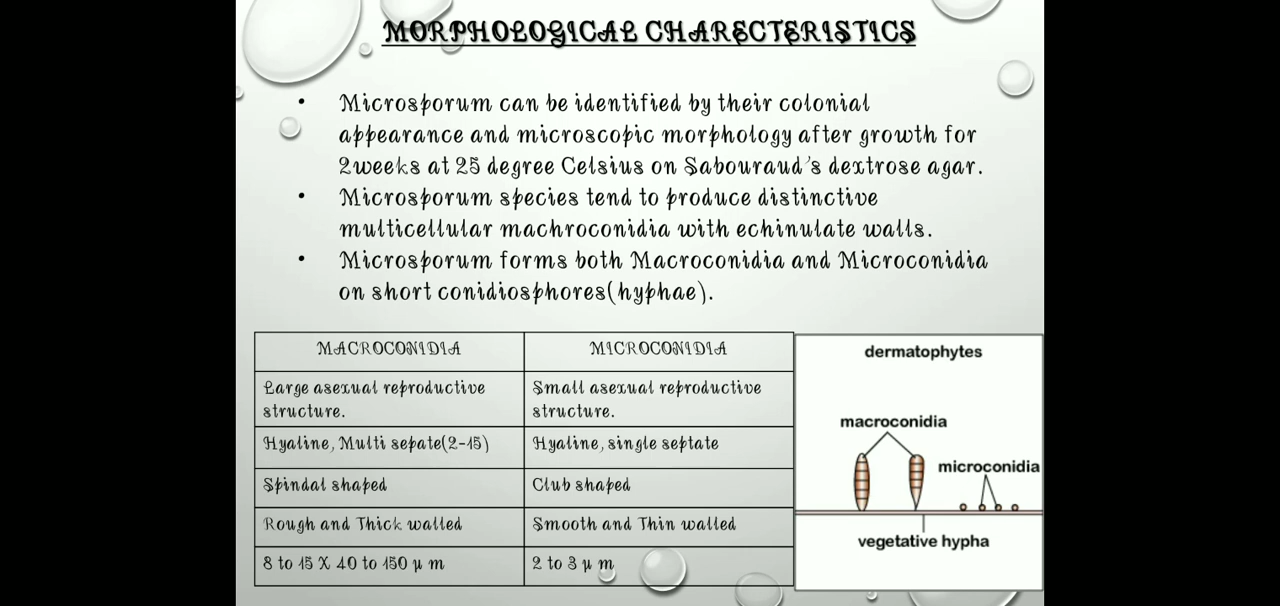 MORPHOLOGICAL CHARECTERISTICS
• Microsporum can be identified by their colonial
appearance and microscopic morphology after growth for
2weeks at 25 degree Celsius on Sabouraud's dextrose agar.
• Microsporum species tend to produce distinctive
multicellular machroconidia with echinulate walls.
• Microsporum forms both Macroconidia and Microconidia
on short conidiosphores(hyphae).
MACROCONIDIA
MICROCONIDIA
Large asexual reproductive
structure.
Small asexual reproductive
structure.
Hyaline, Multi sepate(2-15)
Hyaline, single septate
Spindal shaped
Club shaped
Rough and Thick walled
Smooth and Thin walled
8 to 15 X 40 to 150 µ m
2 to 3 µ m
dermatophytes
macroconidia
microconidia
vegetative hypha